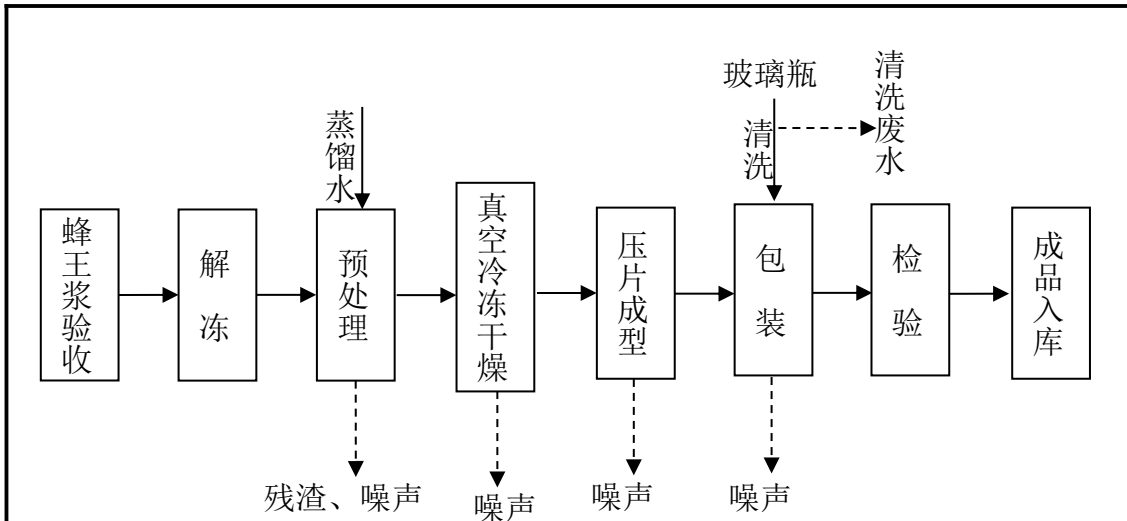 玻璃瓶
清洗
清洗废水
蒸馏水
蜂王浆验收
解冻
预处理
真空冷冻干燥
压片成型
包装
检验
成品入库
残渣、噪声
噪声
噪声
噪声